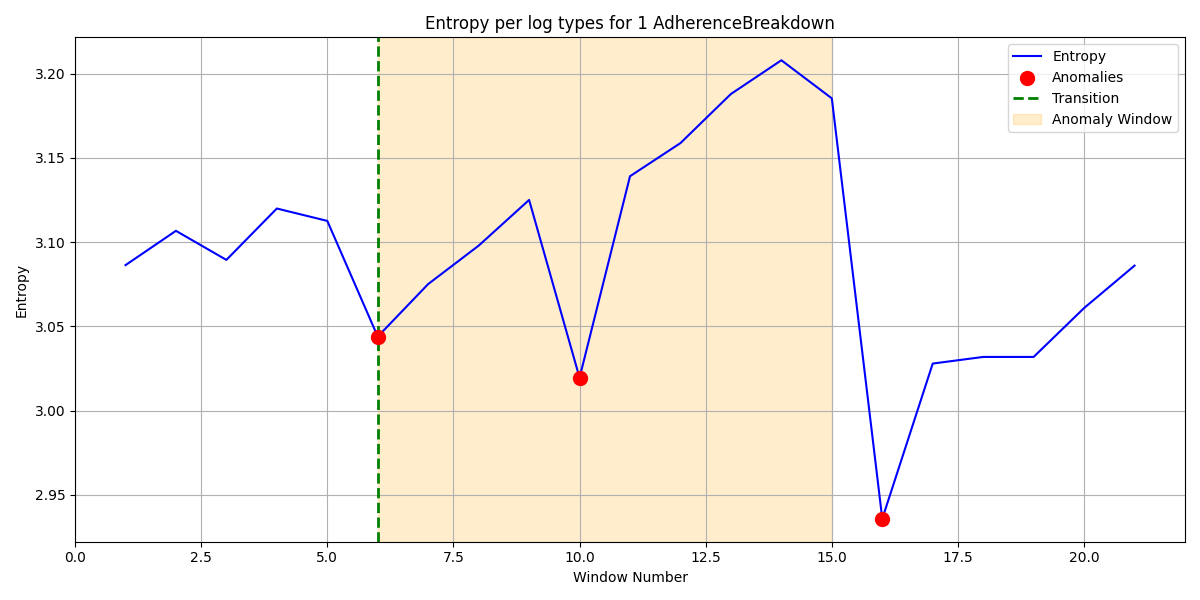 Entropy per log types for 1 AdherenceBreakdown
Entropy
Anomalies
Transition
Anomaly Window
3.20
3.15
3.10
3.05
3.00
2.95
Entropy
0.0 2.5 5.0 7.5 10.0 12.5 15.0 17.5 20.0
Window Number